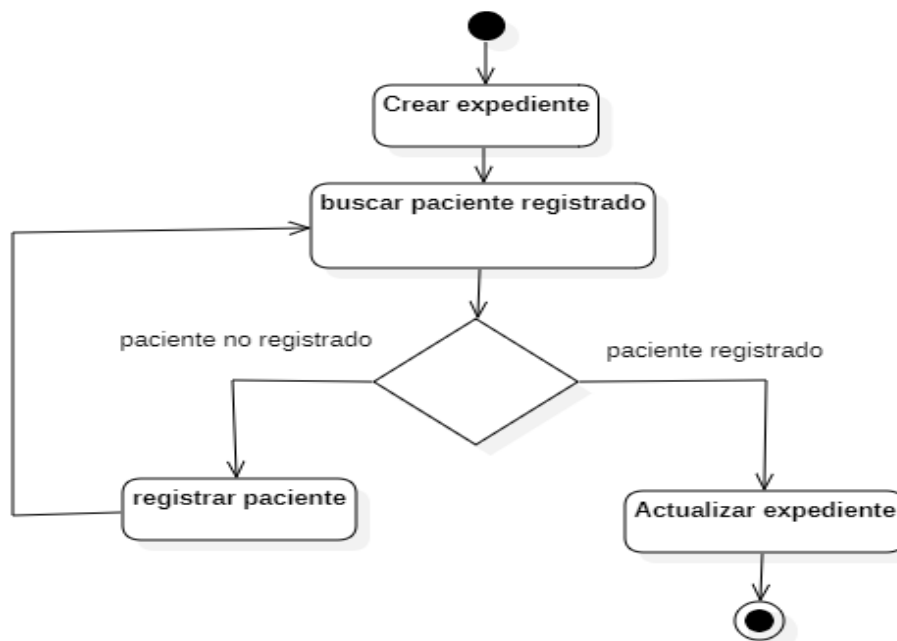 Crear expediente
buscar paciente registrado
paciente no registrado
paciente registrado
registrar paciente
Actualizar expediente